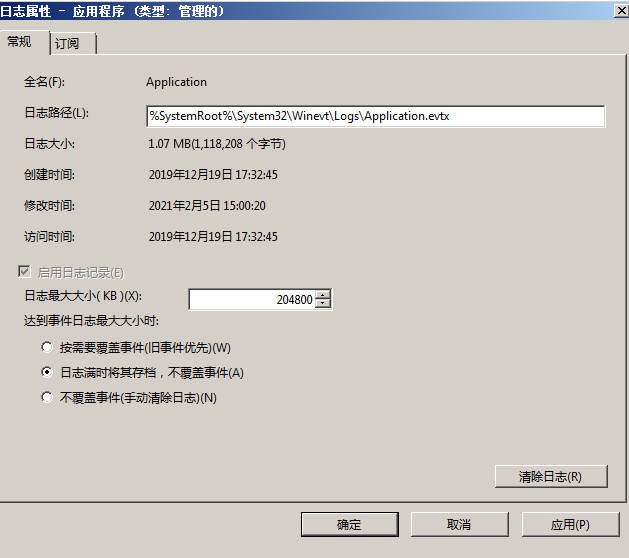 日志属性 - 应用程序 (类型: 管理的)
常规 订阅
全名(F): Application
日志路径(L): %SystemRoot%\System32\Winevt\Logs\Application.evtx
日志大小: 1.07 MB(1,118,208 个字节)
创建时间: 2019年12月19日 17:32:45
修改时间: 2021年2月5日 15:00:20
访问时间: 2019年12月19日 17:32:45
启用日志记录(E)
日志最大大小( KB )(X): 204800
达到事件日志最大大小时:
按需要覆盖事件(旧事件优先)(W)
日志满时将其存档，不覆盖事件(A)
不覆盖事件(手动清除日志)(N)
清除日志(R)
确定 取消 应用(P)